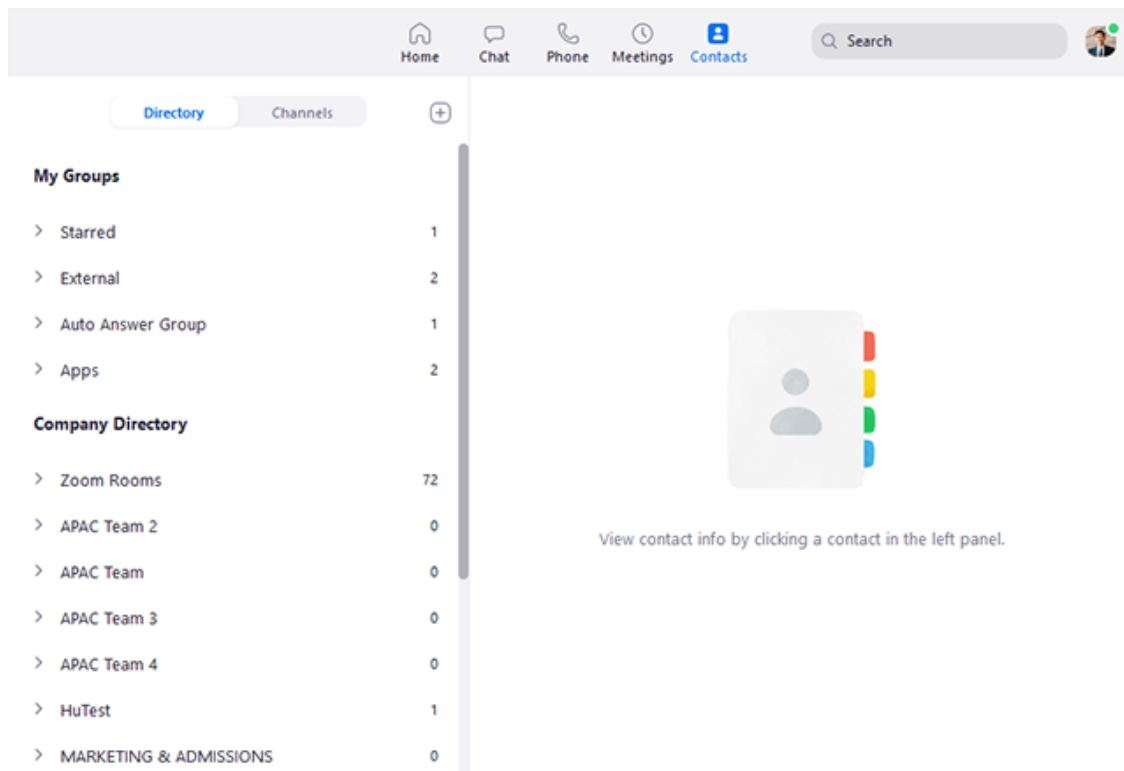 Home Chat Phone Meetings Contacts Search
Directory Channels
My Groups
Starred 1
External 2
Auto Answer Group 1
Apps 2
Company Directory
Zoom Rooms 72
APAC Team 2 0
APAC Team 0
APAC Team 3 0
APAC Team 4 0
HuTest 1
MARKETING & ADMISSIONS 0
View contact info by clicking a contact in the left panel.